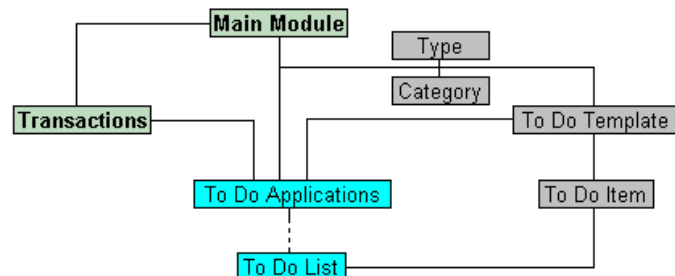 Main Module
Type
Category
Transactions
To Do Template
To Do Applications
To Do Item
To Do List